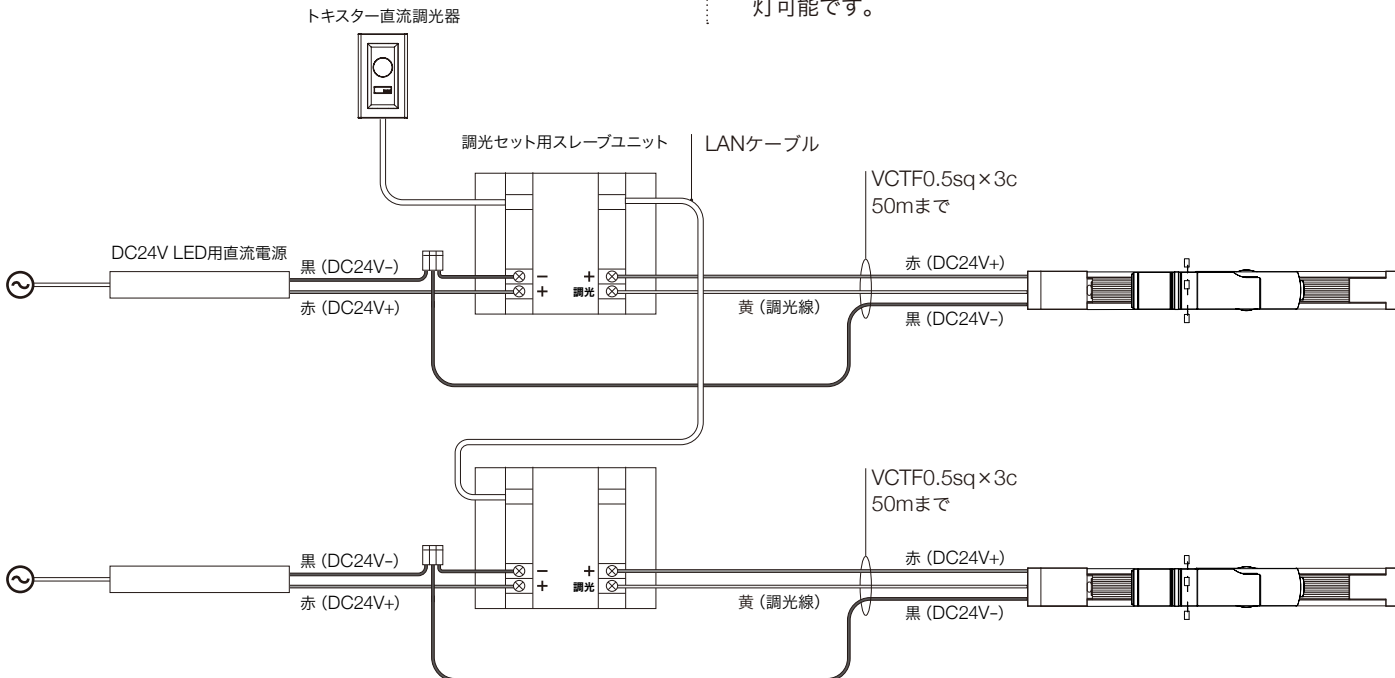 灯可能です。
トキスター直流調光器
調光セット用スレーブユニット
LANケーブル
VCTF0.5sq×3c
50mまで
DC24V LED用直流電源
黒 (DC24V-)
赤 (DC24V+)
-
+
+
調光
赤 (DC24V+)
黄 (調光線)
黒 (DC24V-)
VCTF0.5sq×3c
50mまで
黒 (DC24V-)
赤 (DC24V+)
-
+
+
調光
赤 (DC24V+)
黄 (調光線)
黒 (DC24V-)